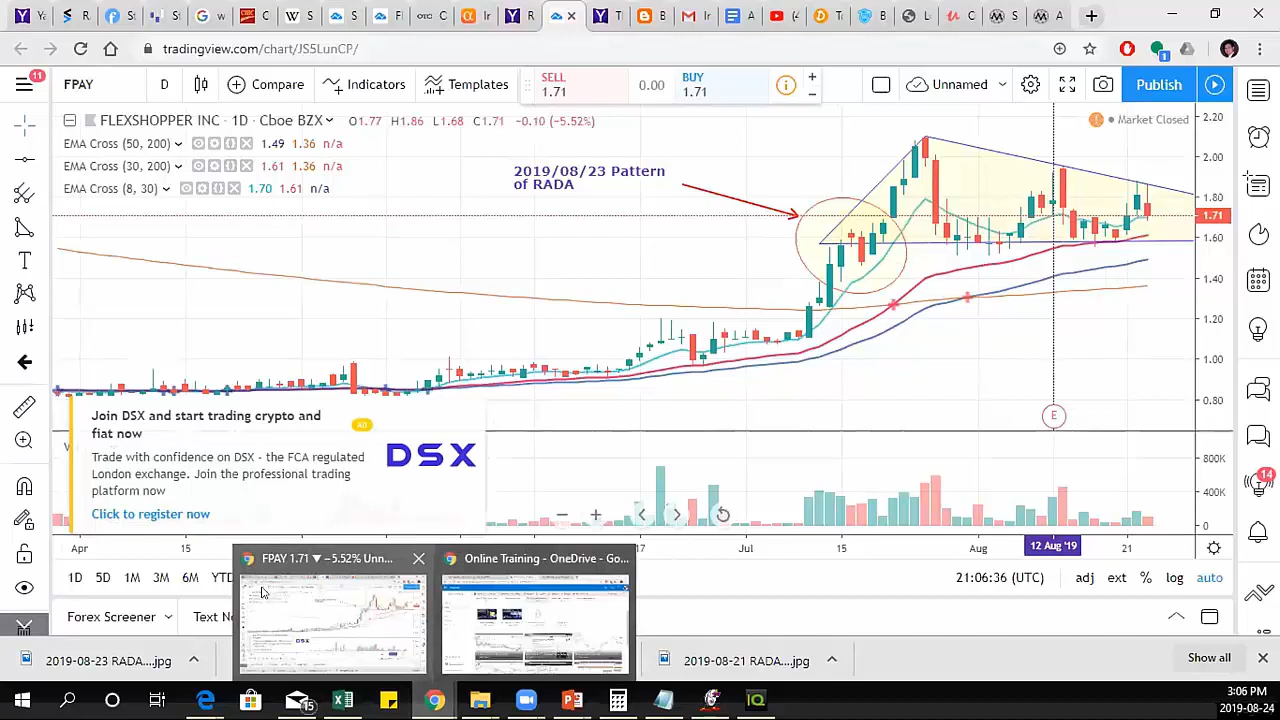 tradingview.com/chart/JS5LunCP/
11
FPAY
D
Compare
Indicators
Templates
SELL
1.71
0.00
BUY
1.71
Unnamed
Publish
FLEXSHOPPER INC · 1D · Cboe BZX
O1.77 H1.86 L1.68 C1.71 −0.10 (−5.52%)
Market Closed
EMA Cross (50, 200) 1.49 1.36 n/a
EMA Cross (30, 200) 1.61 1.36 n/a
EMA Cross (8, 30) 1.70 1.61 n/a
2019/08/23 Pattern
of RADA
2.20
2.00
1.80
1.71
1.60
1.40
1.20
1.00
0.80
800K
400K
0
E
14
Join DSX and start trading crypto and
fiat now
AD
Trade with confidence on DSX - the FCA regulated
London exchange. Join the professional trading
platform now
Click to register now
DSX
Apr
15
17
Jul
15
Aug
12 Aug '19
21
FPAY 1.71 ▼ −5.52% Unn...
Online Training - OneDrive - Go...
1D 5D 1M 3M 6M YTD
21:06:36 (UTC)
adj
ext
%
log
auto
Forex Screener
Text No
2019-08-23 RADA....jpg
2019-08-21 RADA....jpg
15
3:06 PM
2019-08-24